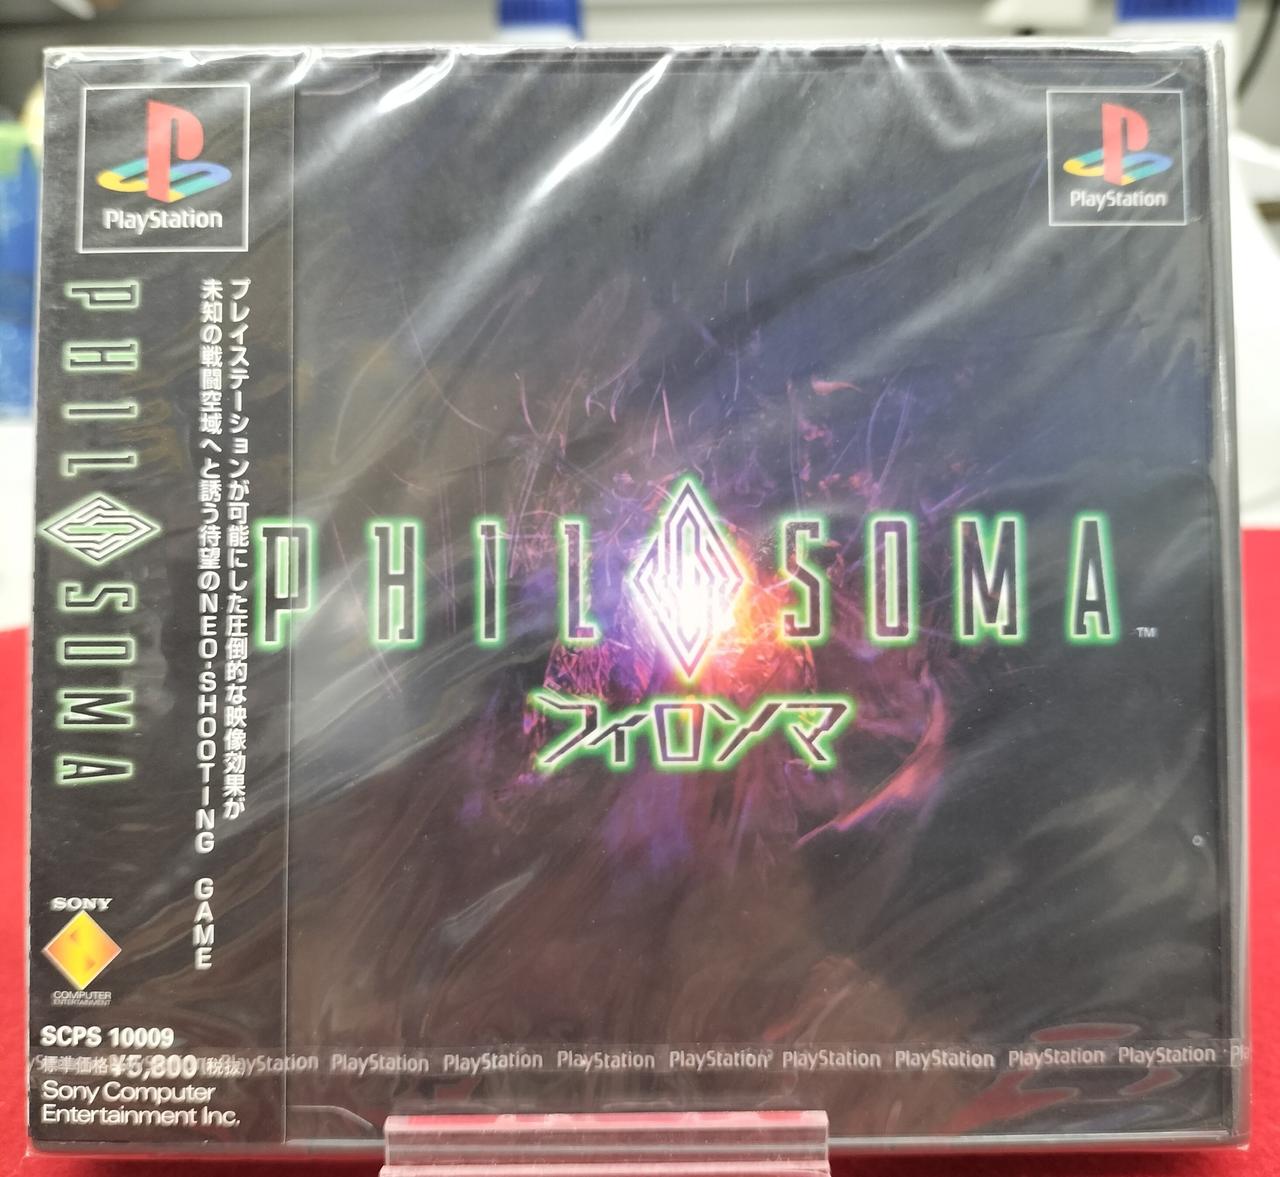 PlayStation
PHILOSOMA
プレイステーションが可能にした圧倒的な映像効果が
未知の戦闘空域へと誘う待望のNEO-SHOOTING GAME
SONY
COMPUTER
ENTERTAINMENT
SCPS 10009
標準価格¥5,800(税抜)
Sony Computer
Entertainment Inc.
PlayStation
PHILOSOMA TM
フィロソマ
PlayStation PlayStation PlayStation PlayStation PlayStation PlayStation PlayStation PlayStation PlayStation